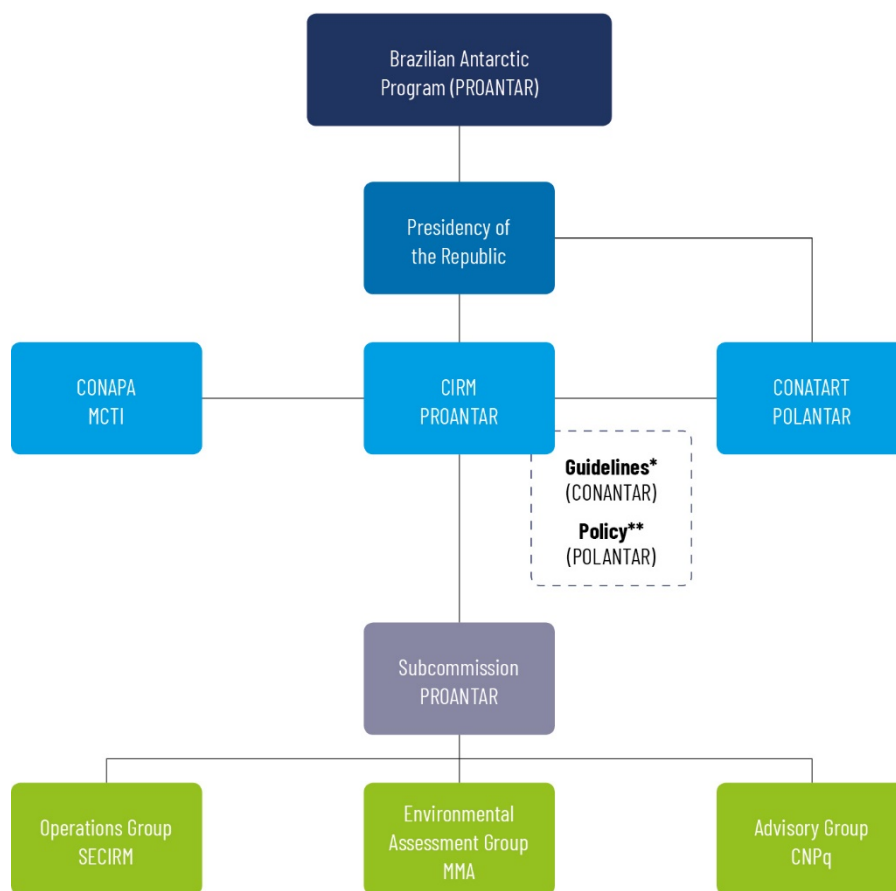 Brazilian Antarctic
Program (PROANTAR)
Presidency of
the Republic
CONAPA
MCTI
CIRM
PROANTAR
CONATART
POLANTAR
Guidelines*
(CONANTAR)
Policy**
(POLANTAR)
Subcommission
PROANTAR
Operations Group
SECIRM
Environmental
Assessment Group
MMA
Advisory Group
CNPq